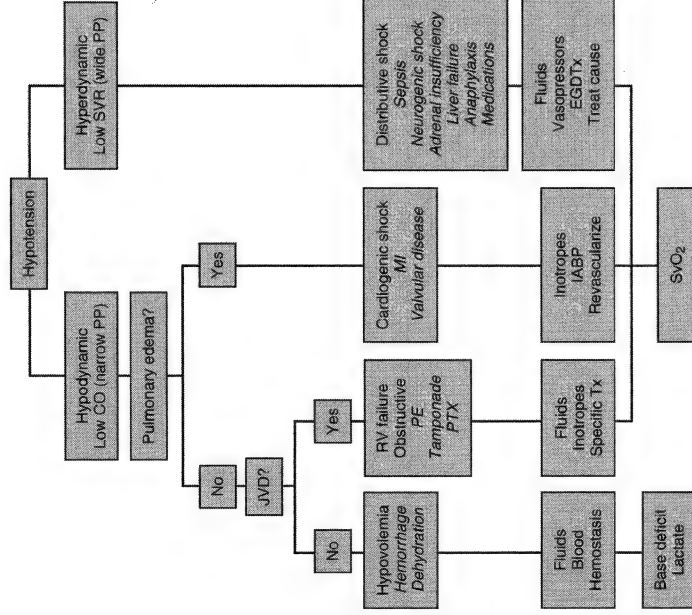 Hypotension
Hypodynamic
Low CO (narrow PP)
Hyperdynamic
Low SVR (wide PP)
Pulmonary edema?
No
Yes
JVD?
No
Yes
Hypovolemia
Hemorrhage
Dehydration
RV failure
Obstructive
PE
Tamponade
PTX
Cardiogenic shock
MI
Valvular disease
Distributive shock
Sepsis
Neurogenic shock
Adrenal insufficiency
Liver failure
Anaphylaxis
Medications
Fluids
Blood
Hemostasis
Fluids
Inotropes
Specific Tx
Inotropes
IABP
Revascularize
Fluids
Vasopressors
EGDTx
Treat cause
Base deficit
Lactate
SvO₂